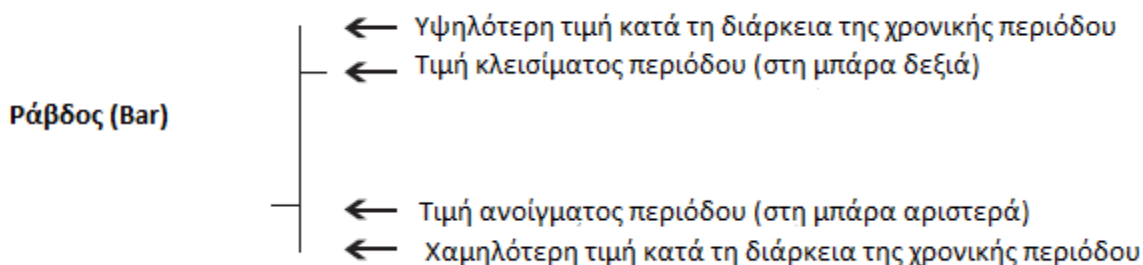 Υψηλότερη τιμή κατά τη διάρκεια της χρονικής περιόδου
Τιμή κλεισίματος περιόδου (στη μπάρα δεξιά)
Ράβδος (Bar)
Τιμή ανοίγματος περιόδου (στη μπάρα αριστερά)
Χαμηλότερη τιμή κατά τη διάρκεια της χρονικής περιόδου